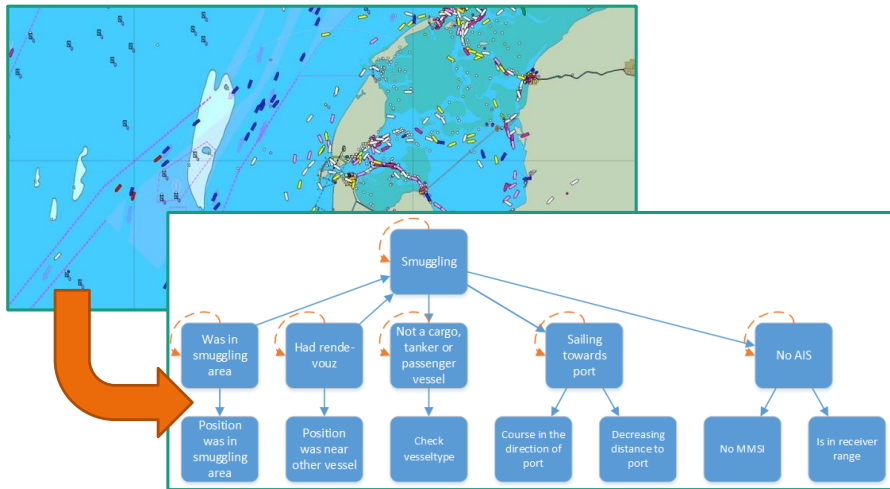 Smuggling
Was in
smuggling
area
Had rende-
vouz
Not a cargo,
tanker or
passenger
vessel
Sailing
towards
port
No AIS
Position
was in
smuggling
area
Position
was near
other vessel
Check
vesseltype
Course in the
direction of
port
Decreasing
distance to
port
No MMSI
Is in receiver
range